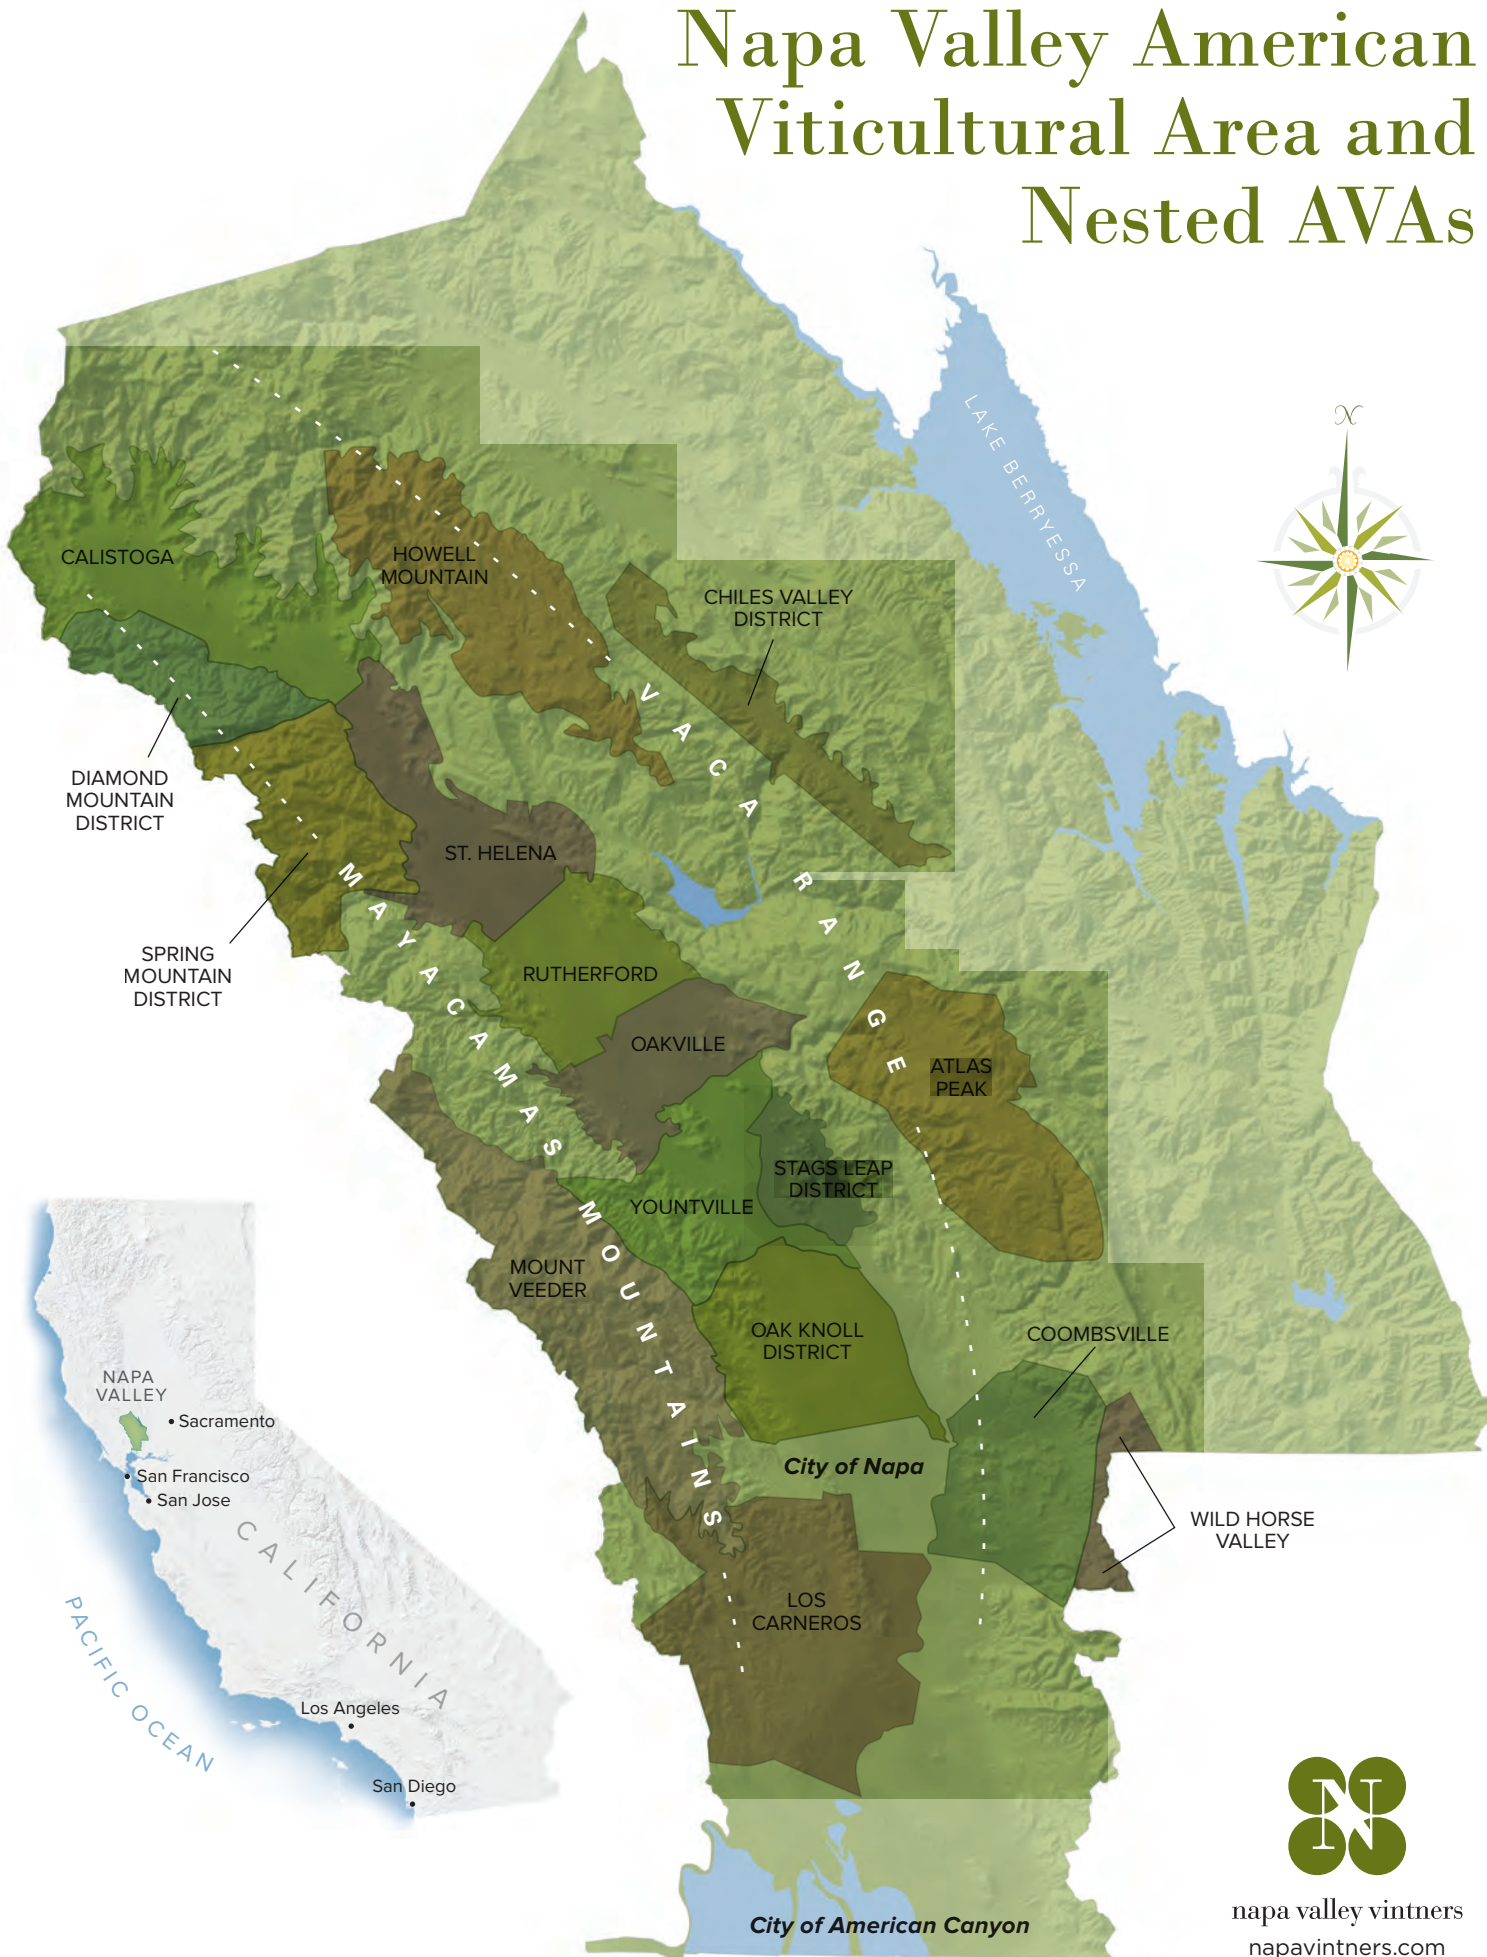 Napa Valley American
Viticultural Area and
Nested AVAs
N
LAKE BERRYESSA
CALISTOGA
HOWELL
MOUNTAIN
CHILES VALLEY
DISTRICT
DIAMOND
MOUNTAIN
DISTRICT
VACA RANGE
ST. HELENA
SPRING
MOUNTAIN
DISTRICT
MAYACAMAS MOUNTAINS
RUTHERFORD
OAKVILLE
ATLAS
PEAK
STAGS LEAP
DISTRICT
YOUNTVILLE
MOUNT
VEEDER
OAK KNOLL
DISTRICT
COOMBSVILLE
City of Napa
WILD HORSE
VALLEY
LOS
CARNEROS
City of American Canyon
NAPA
VALLEY
Sacramento
San Francisco
San Jose
CALIFORNIA
PACIFIC OCEAN
Los Angeles
San Diego
N
napa valley vintners
napavintners.com